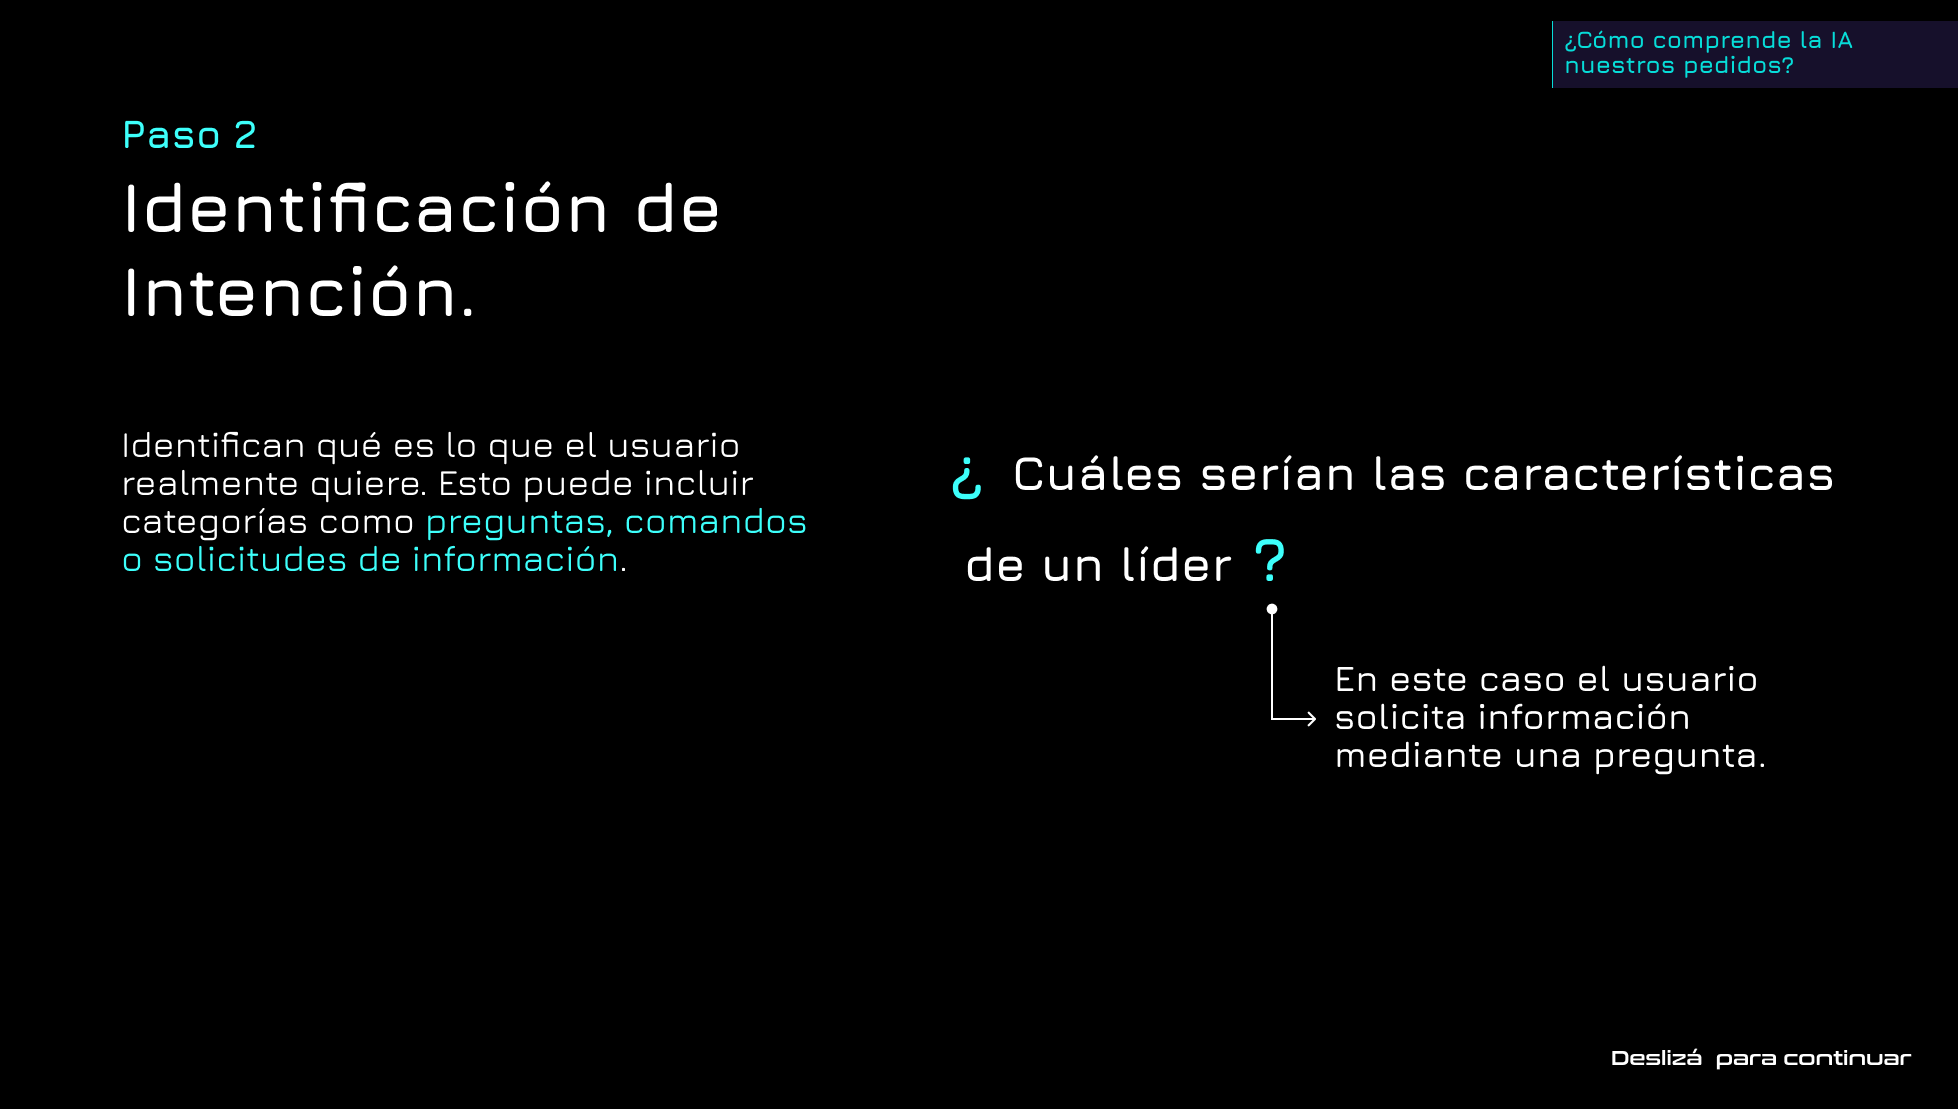 ¿Cómo comprende la IA
nuestros pedidos?
Paso 2
Identificación de
Intención.
Identifican qué es lo que el usuario
realmente quiere. Esto puede incluir
categorías como preguntas, comandos
o solicitudes de información.
¿ Cuáles serían las características
de un líder ?
En este caso el usuario
solicita información
mediante una pregunta.
Deslizá para continuar